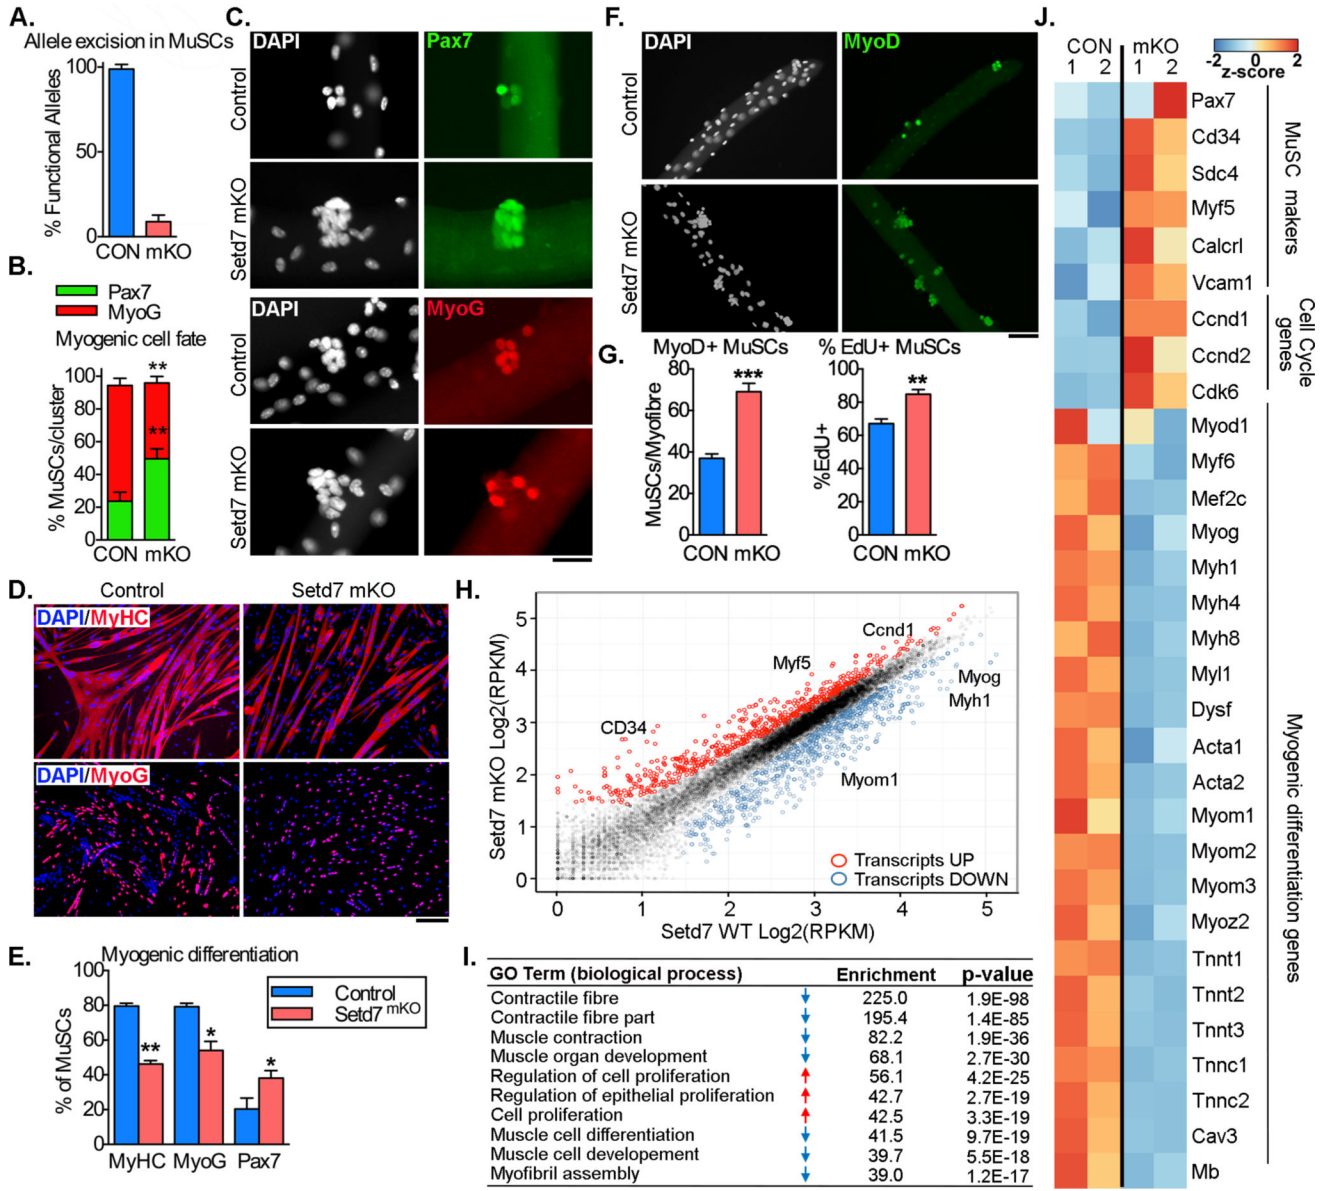 A.
Allele excision in MuSCs
% Functional Alleles
100
50
0
CON mKO
B.
Pax7
MyoG
Myogenic cell fate
% MuSCs/cluster
100
80
60
40
20
0
**
**
CON mKO
C.
DAPI
Pax7
Control
Setd7 mKO
DAPI
MyoG
Control
Setd7 mKO
D.
Control
Setd7 mKO
DAPI/MyHC
DAPI/MyoG
E.
Myogenic differentiation
% of MuSCs
100
80
60
40
20
0
Control
Setd7 mKO
**
*
*
MyHC MyoG Pax7
F.
DAPI
MyoD
Control
Setd7 mKO
G.
MyoD+ MuSCs
MuSCs/Myofibre
80
60
40
20
0
***
CON mKO
% EdU+ MuSCs
%EdU+
100
80
60
40
20
0
**
CON mKO
H.
Setd7 mKO Log2(RPKM)
5
4
3
2
1
0
Ccnd1
Myf5
Myog
Myh1
CD34
Myom1
Transcripts UP
Transcripts DOWN
0 1 2 3 4 5
Setd7 WT Log2(RPKM)
I.
GO Term (biological process) Enrichment p-value
Contractile fibre ↓ 225.0 1.9E-98
Contractile fibre part ↓ 195.4 1.4E-85
Muscle contraction ↓ 82.2 1.9E-36
Muscle organ development ↓ 68.1 2.7E-30
Regulation of cell proliferation ↑ 56.1 4.2E-25
Regulation of epithelial proliferation ↑ 42.7 2.7E-19
Cell proliferation ↑ 42.5 3.3E-19
Muscle cell differentiation ↓ 41.5 9.7E-19
Muscle cell developement ↓ 39.7 5.5E-18
Myofibril assembly ↓ 39.0 1.2E-17
J.
CON mKO
1 2 1 2
-2 0 2
z-score
Pax7
Cd34
Sdc4
Myf5
Calcrl
Vcam1
Ccnd1
Ccnd2
Cdk6
Myod1
Myf6
Mef2c
Myog
Myh1
Myh4
Myh8
Myl1
Dysf
Acta1
Acta2
Myom1
Myom2
Myom3
Myoz2
Tnnt1
Tnnt2
Tnnt3
Tnnc1
Tnnc2
Cav3
Mb
MuSC makers
Cell Cycle
genes
Myogenic differentiation genes